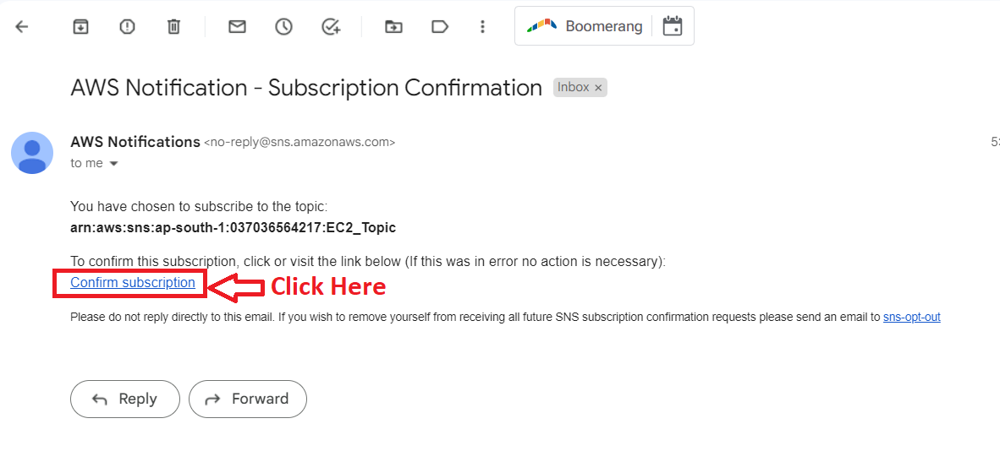 Boomerang
AWS Notification - Subscription Confirmation Inbox ×
AWS Notifications <no-reply@sns.amazonaws.com> 5:
to me
You have chosen to subscribe to the topic:
arn:aws:sns:ap-south-1:037036564217:EC2_Topic
To confirm this subscription, click or visit the link below (If this was in error no action is necessary):
Confirm subscription Click Here
Please do not reply directly to this email. If you wish to remove yourself from receiving all future SNS subscription confirmation requests please send an email to sns-opt-out
Reply Forward